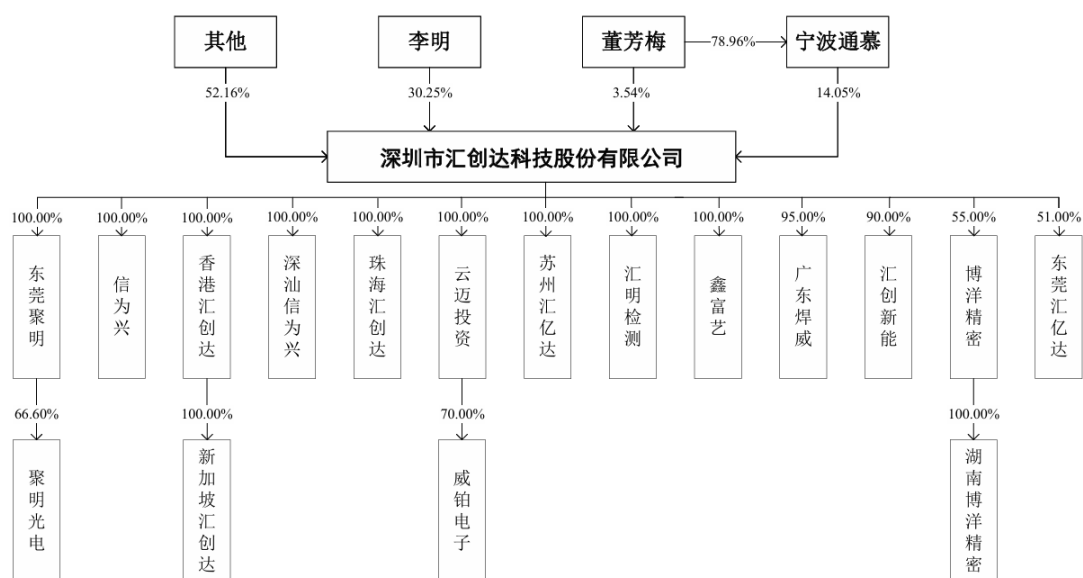 其他
李明
董芳梅
78.96%
宁波通慕
52.16%
30.25%
3.54%
14.05%
深圳市汇创达科技股份有限公司
100.00%
100.00%
100.00%
100.00%
100.00%
100.00%
100.00%
100.00%
100.00%
95.00%
90.00%
55.00%
51.00%
东莞聚明
信为兴
香港汇创达
深汕信为兴
珠海汇创达
云迈投资
苏州汇亿达
汇明检测
鑫富艺
广东焊威
汇创新能
博洋精密
东莞汇亿达
66.60%
100.00%
70.00%
100.00%
聚明光电
新加坡汇创达
威铂电子
湖南博洋精密